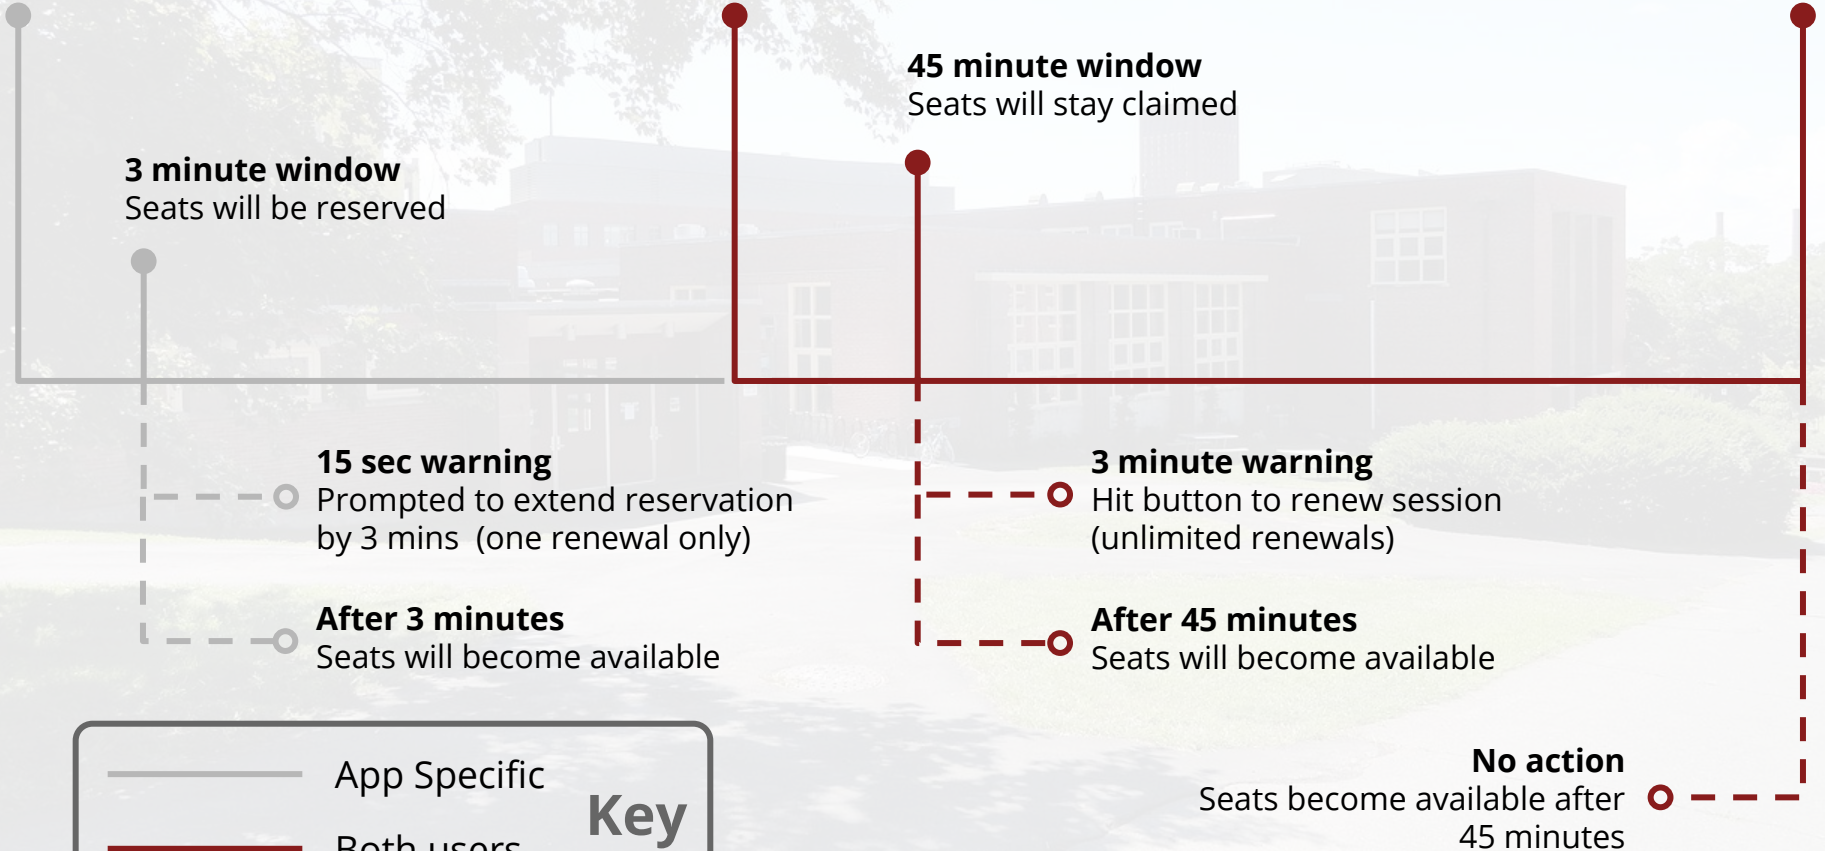 45 minute window
Seats will stay claimed
3 minute window
Seats will be reserved
15 sec warning
Prompted to extend reservation
by 3 mins (one renewal only)
After 3 minutes
Seats will become available
3 minute warning
Hit button to renew session
(unlimited renewals)
After 45 minutes
Seats will become available
No action
Seats become available after
45 minutes
App Specific
Key
Both users